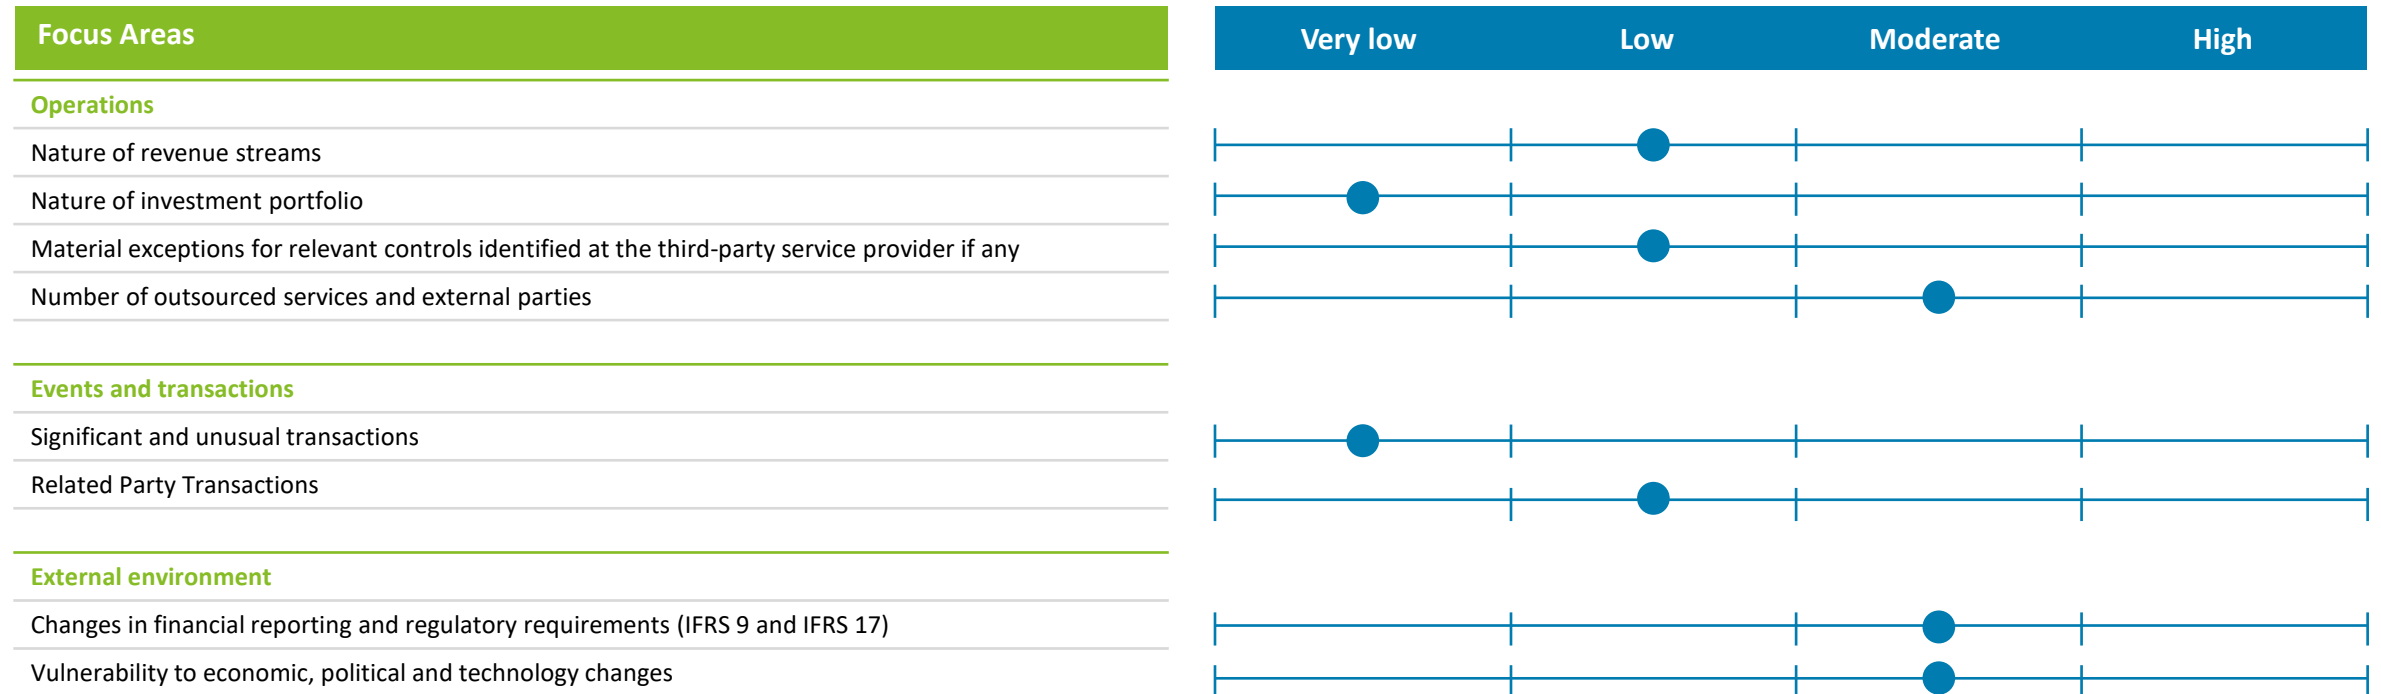 Focus Areas
Very low Low Moderate High
Operations
Nature of revenue streams
Nature of investment portfolio
Material exceptions for relevant controls identified at the third-party service provider if any
Number of outsourced services and external parties
Events and transactions
Significant and unusual transactions
Related Party Transactions
External environment
Changes in financial reporting and regulatory requirements (IFRS 9 and IFRS 17)
Vulnerability to economic, political and technology changes